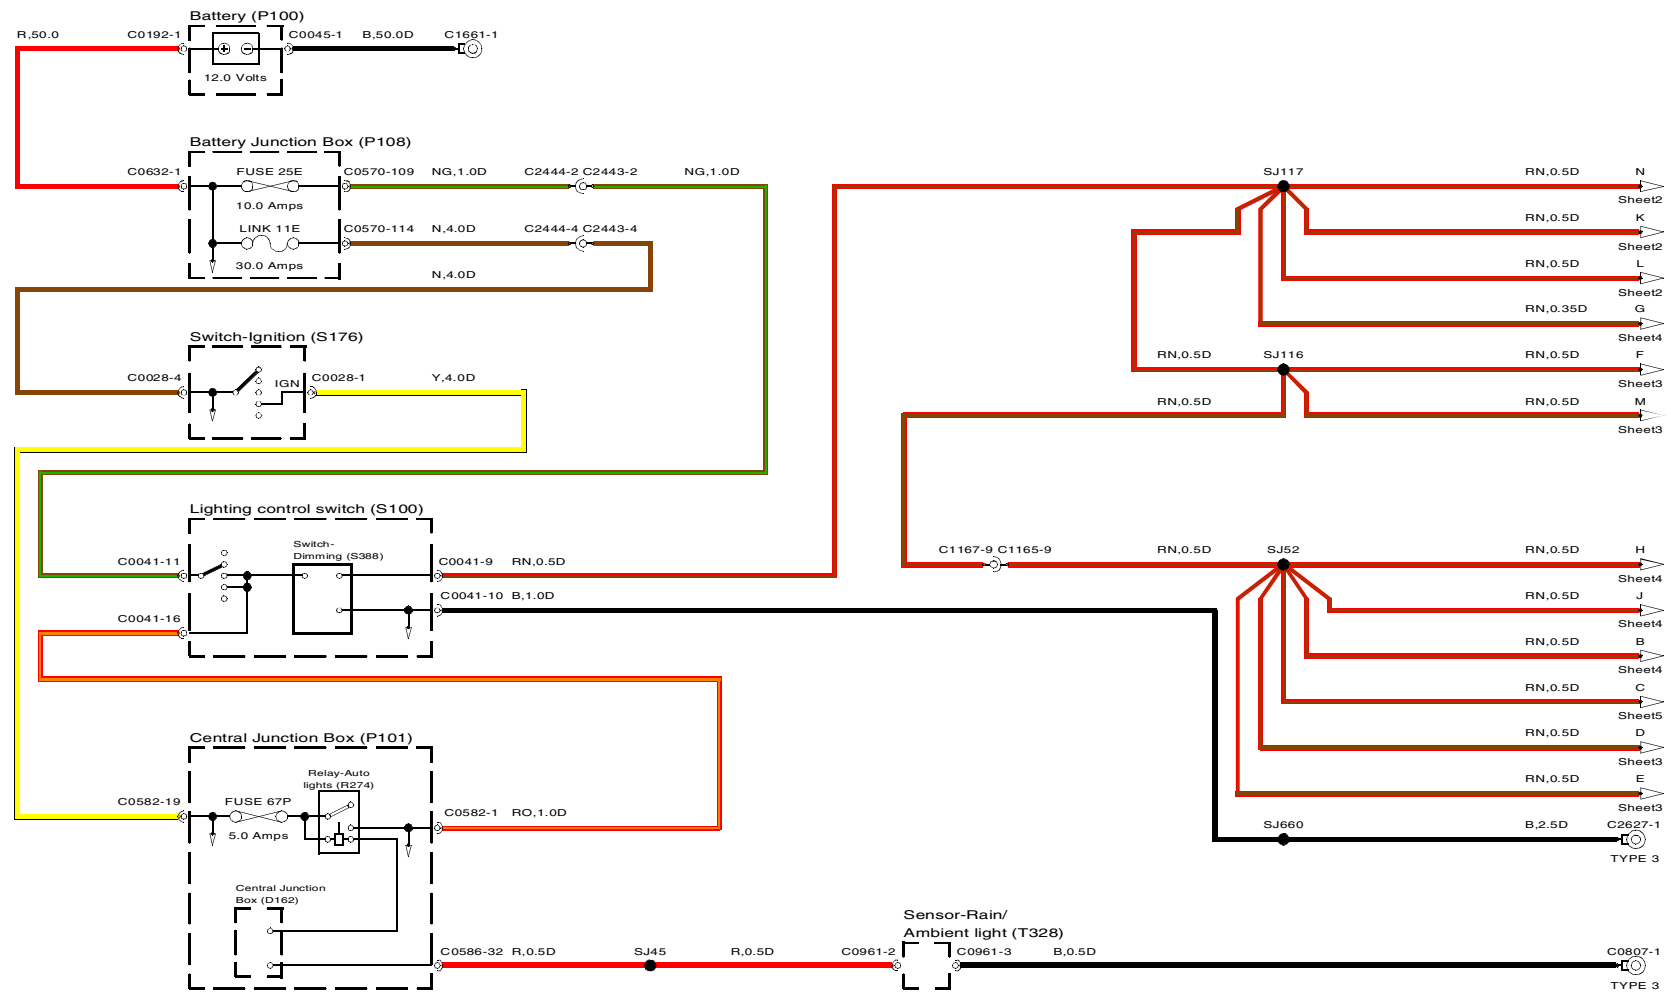 Battery (P100)
R,50.0 C0192-1 C0045-1 B,50.0D C1661-1
12.0 Volts
Battery Junction Box (P108)
C0632-1 FUSE 25E C0570-109 NG,1.0D C2444-2 C2443-2 NG,1.0D
10.0 Amps
LINK 11E C0570-114 N,4.0D C2444-4 C2443-4
30.0 Amps
N,4.0D
Switch-Ignition (S176)
C0028-4 IGN C0028-1 Y,4.0D
Lighting control switch (S100)
Switch-
Dimming (S388)
C0041-11 C0041-9 RN,0.5D
C0041-10 B,1.0D
C0041-16
Central Junction Box (P101)
Relay-Auto
lights (R274)
C0582-19 FUSE 67P C0582-1 RO,1.0D
5.0 Amps
Central Junction
Box (D162)
C0586-32 R,0.5D SJ45 R,0.5D C0961-2
Sensor-Rain/
Ambient light (T328)
C0961-3 B,0.5D C0807-1
TYPE 3
SJ117 RN,0.5D N
Sheet2
RN,0.5D K
Sheet2
RN,0.5D L
Sheet2
RN,0.35D G
Sheet4
RN,0.5D SJ116 RN,0.5D F
Sheet3
RN,0.5D RN,0.5D M
Sheet3
C1167-9 C1165-9 RN,0.5D SJ52 RN,0.5D H
Sheet4
RN,0.5D J
Sheet4
RN,0.5D B
Sheet4
RN,0.5D C
Sheet5
RN,0.5D D
Sheet3
RN,0.5D E
Sheet3
SJ660 B,2.5D C2627-1
TYPE 3